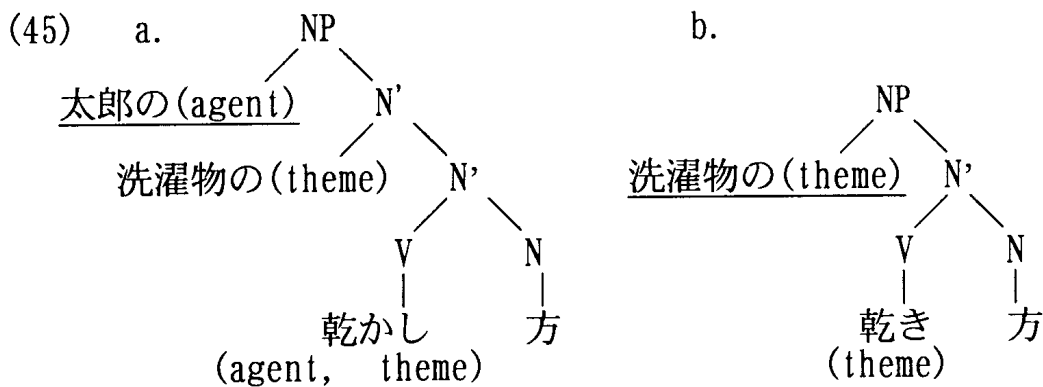 (45) a. NP b.
太郎の(agent) N' NP
洗濯物の(theme) N' 洗濯物の(theme) N'
V N V N
乾かし 方 乾き 方
(agent, theme) (theme)